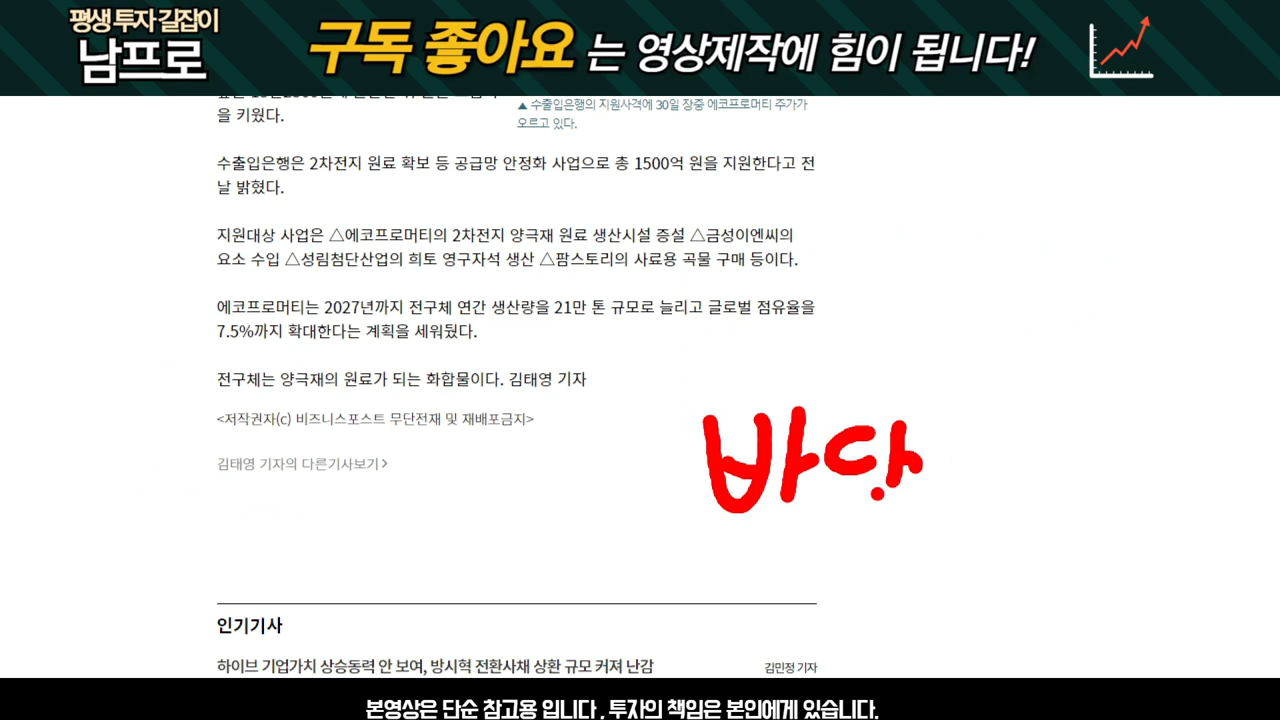 평생 투자 길잡이
남프로
구독 좋아요 는 영상제작에 힘이 됩니다!
을 키웠다.
▲ 수출입은행의 지원사격에 30일 장중 에코프로머티 주가가
오르고 있다.
수출입은행은 2차전지 원료 확보 등 공급망 안정화 사업으로 총 1500억 원을 지원한다고 전
날 밝혔다.
지원대상 사업은 △에코프로머티의 2차전지 양극재 원료 생산시설 증설 △금성이엔씨의
요소 수입 △성림첨단산업의 희토 영구자석 생산 △팜스토리의 사료용 곡물 구매 등이다.
에코프로머티는 2027년까지 전구체 연간 생산량을 21만 톤 규모로 늘리고 글로벌 점유율을
7.5%까지 확대한다는 계획을 세워뒀다.
전구체는 양극재의 원료가 되는 화합물이다. 김태영 기자
<저작권자(c) 비즈니스포스트 무단전재 및 재배포금지>
김태영 기자의 다른기사보기 >
바닥
인기기사
하이브 기업가치 상승동력 안 보여, 방시혁 전환사채 상환 규모 커져 난감 김민정 기자
본영상은 단순 참고용 입니다 , 투자의 책임은 본인에게 있습니다.